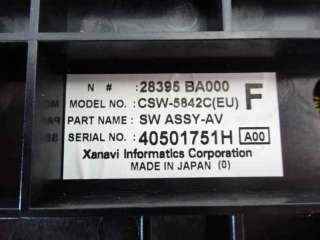 N # : 28395 BA000
MODEL NO. : CSW-5842C(EU) F
PART NAME : SW ASSY-AV
SERIAL NO. : 40501751H A00
Xanavi Informatics Corporation
MADE IN JAPAN (0)